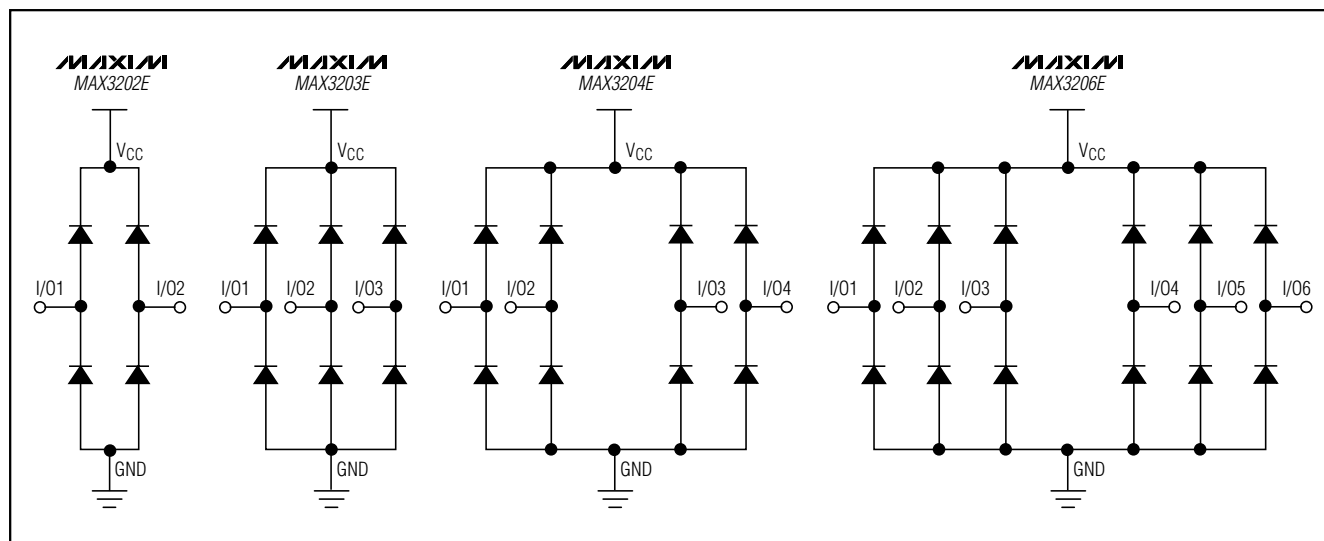 MAXIM MAXIM MAXIM MAXIM
MAX3202E MAX3203E MAX3204E MAX3206E
VCC VCC VCC VCC
I/O1 I/O2 I/O1 I/O2 I/O3 I/O1 I/O2 I/O3 I/O4 I/O1 I/O2 I/O3 I/O4 I/O5 I/O6
GND GND GND GND